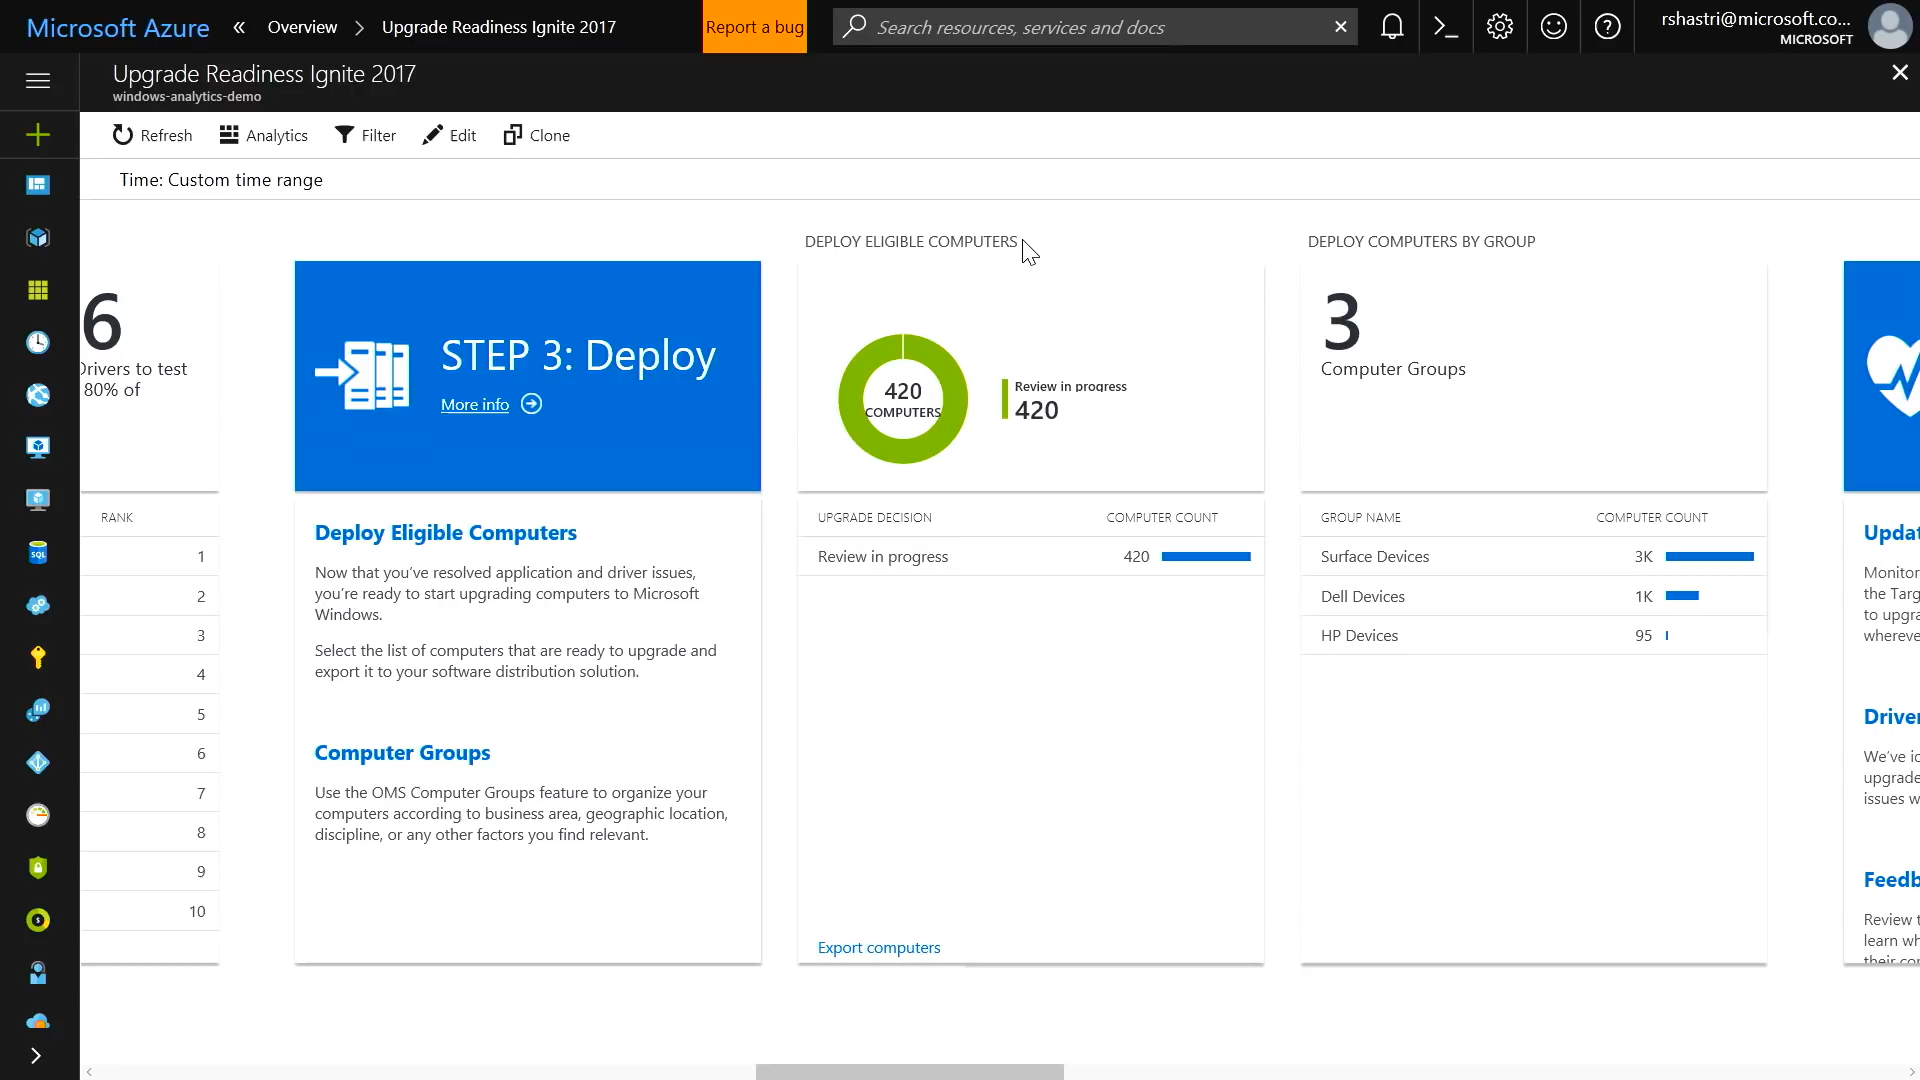 Microsoft Azure
Overview
Upgrade Readiness Ignite 2017
Report a bug
Search resources, services and docs
rshastri@microsoft.co...
MICROSOFT
Upgrade Readiness Ignite 2017
windows-analytics-demo
Refresh
Analytics
Filter
Edit
Clone
Time: Custom time range
6
Drivers to test
80% of
RANK
1
2
3
4
5
6
7
8
9
10
STEP 3: Deploy
More info
Deploy Eligible Computers
Now that you've resolved application and driver issues,
you're ready to start upgrading computers to Microsoft
Windows.
Select the list of computers that are ready to upgrade and
export it to your software distribution solution.
Computer Groups
Use the OMS Computer Groups feature to organize your
computers according to business area, geographic location,
discipline, or any other factors you find relevant.
DEPLOY ELIGIBLE COMPUTERS
420
COMPUTERS
Review in progress
420
UPGRADE DECISION COMPUTER COUNT
Review in progress 420
Export computers
DEPLOY COMPUTERS BY GROUP
3
Computer Groups
GROUP NAME COMPUTER COUNT
Surface Devices 3K
Dell Devices 1K
HP Devices 95
Updat
Monitor
the Targ
to upgra
whereve
Driver
We've ic
upgrade
issues w
Feedb
Review t
learn wh
their cor
SQL